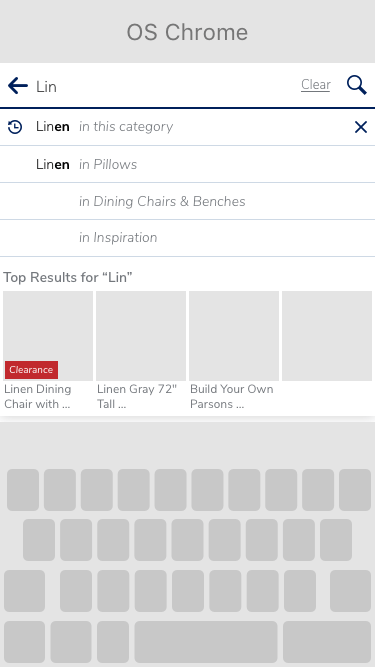 OS Chrome
Lin Clear
Linen in this category
Linen in Pillows
in Dining Chairs & Benches
in Inspiration
Top Results for “Lin”
Clearance
Linen Dining Chair with ...
Linen Gray 72" Tall ...
Build Your Own Parsons ...